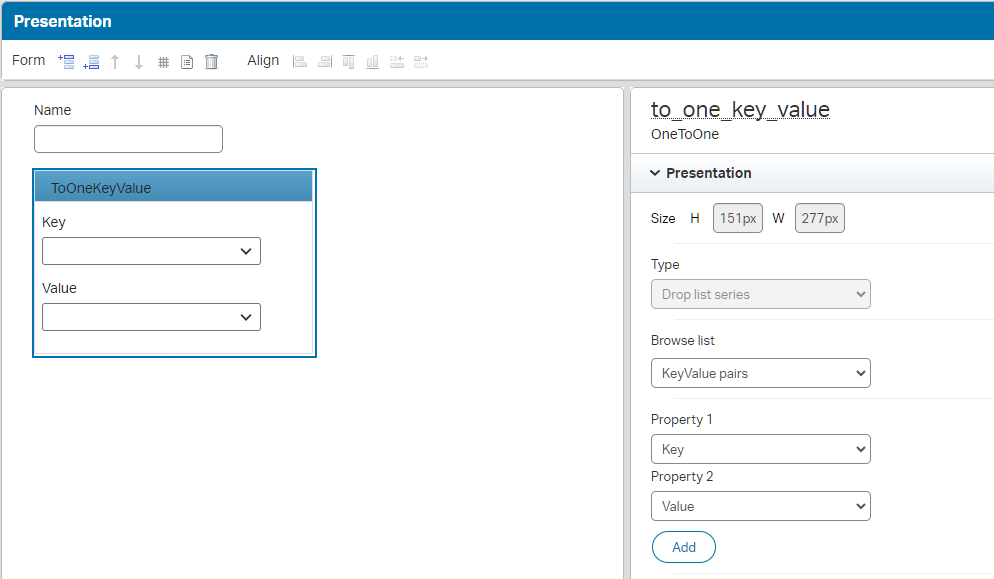 Presentation
Form
Align
Name
ToOneKeyValue
Key
Value
to_one_key_value
OneToOne
Presentation
Size H 151px W 277px
Type
Drop list series
Browse list
KeyValue pairs
Property 1
Key
Property 2
Value
Add